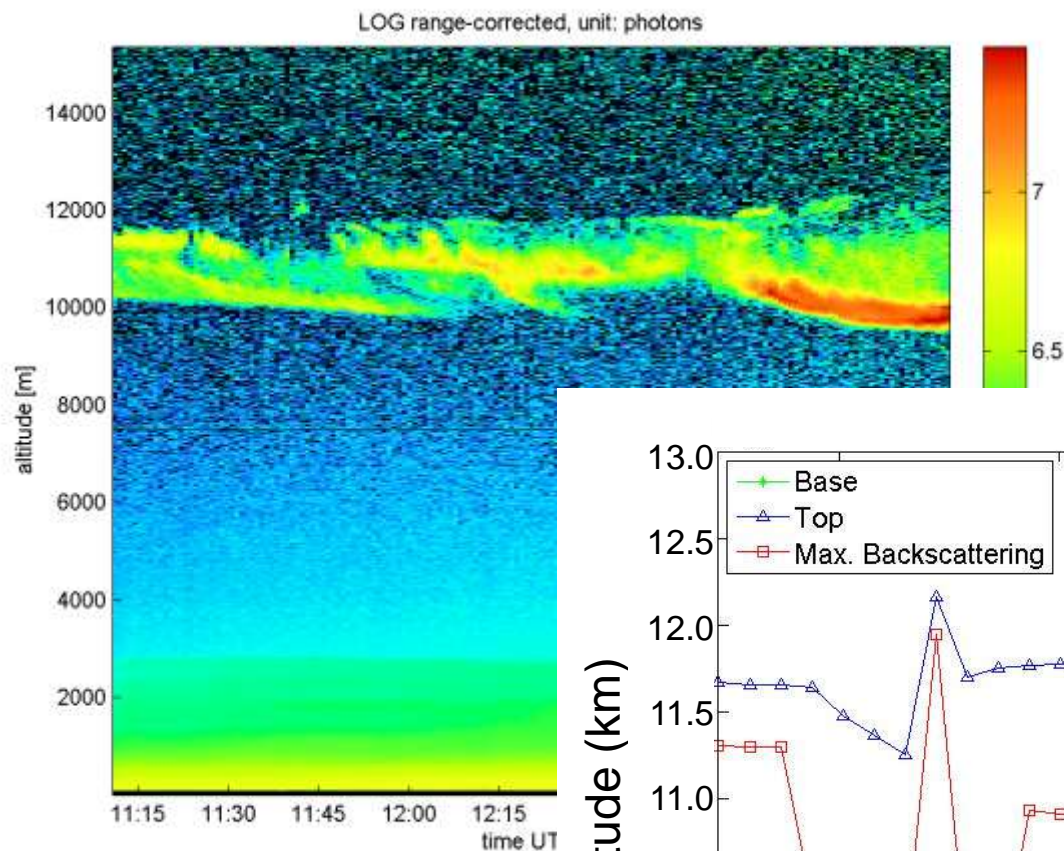 LOG range-corrected, unit: photons
14000
12000
10000
8000
6000
4000
2000
altitude [m]
11:15 11:30 11:45 12:00 12:15
time UT
7
6.5
13.0
12.5
12.0
11.5
11.0
tude (km)
Base
Top
Max. Backscattering